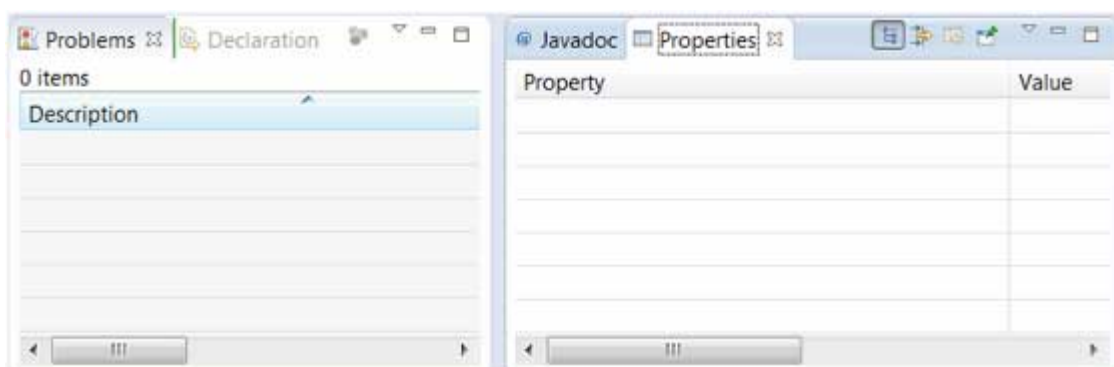 Problems Declaration
0 items
Description
@ Javadoc Properties
Property Value